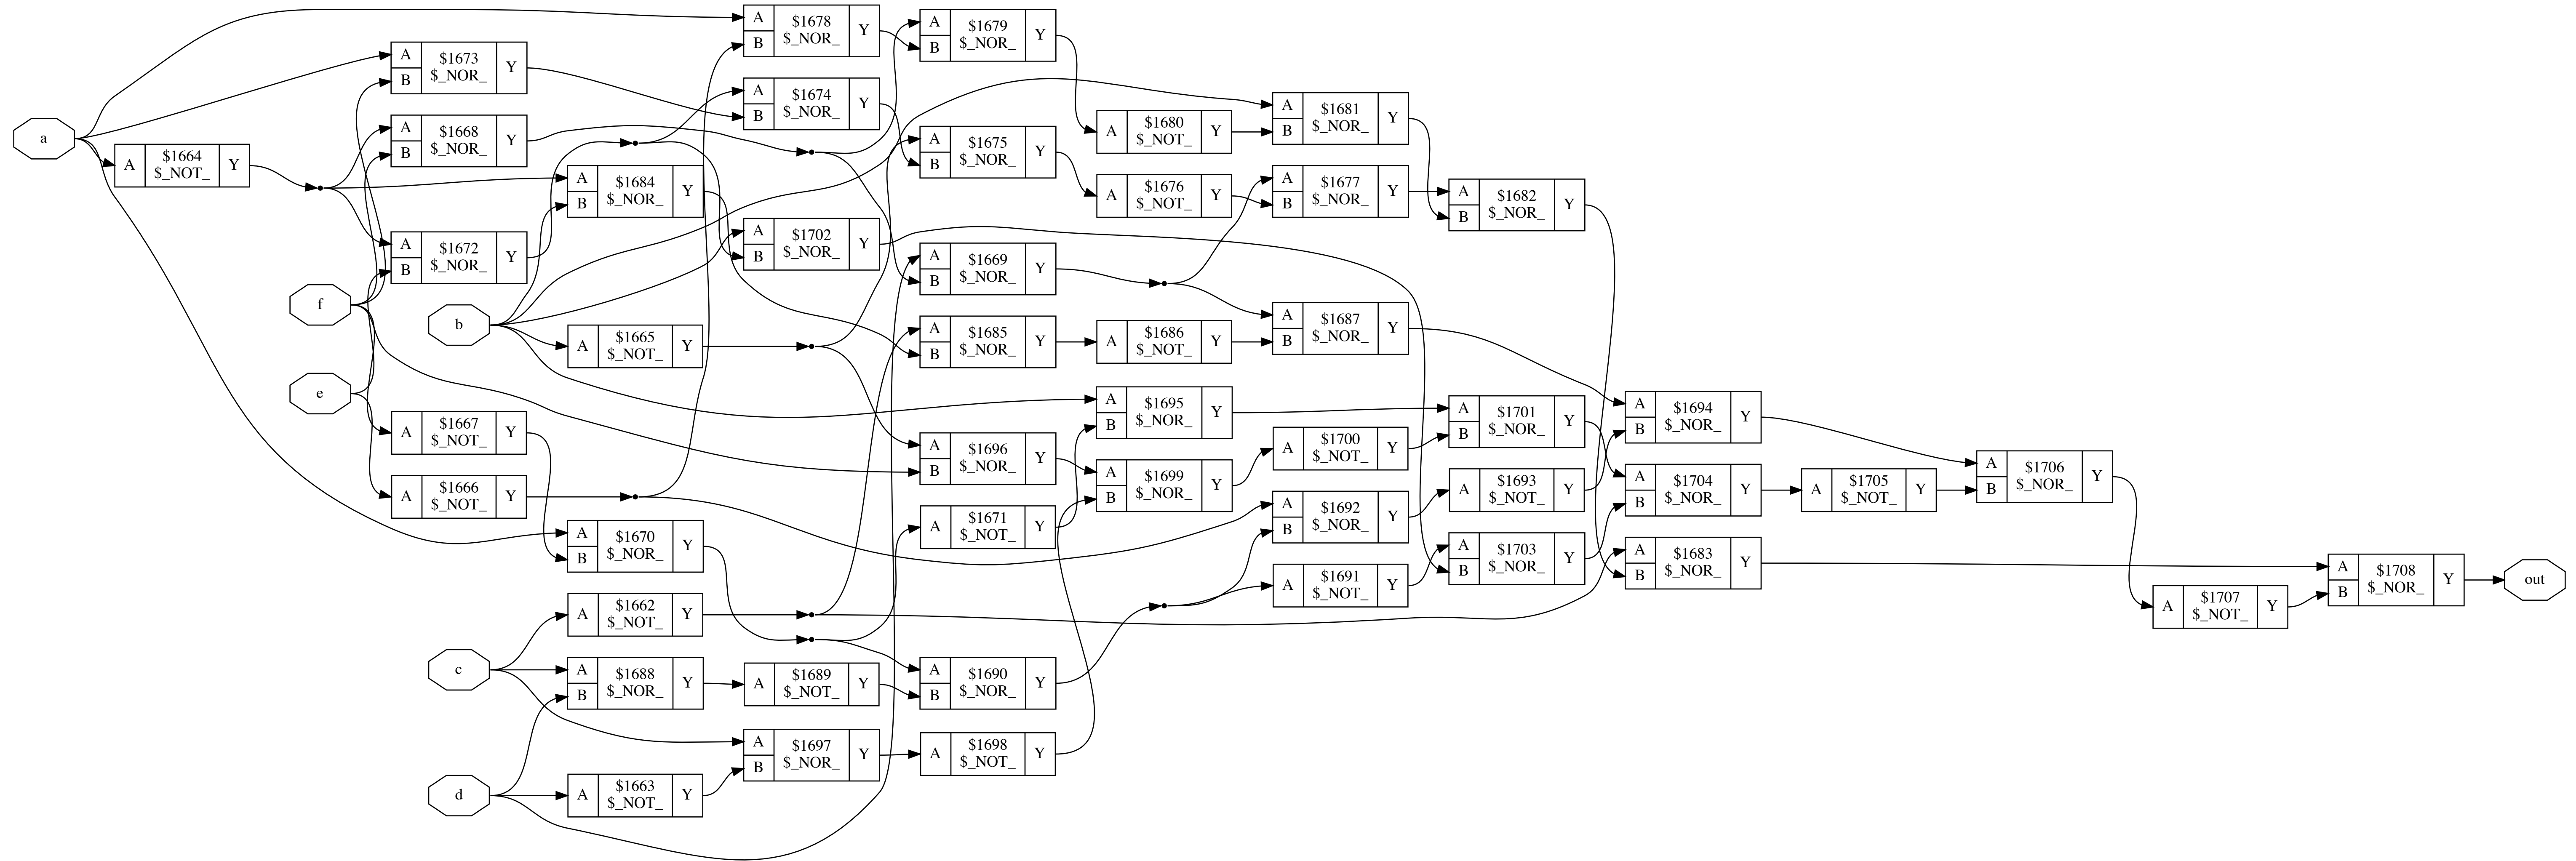 a
f
e
b
c
d
A
$1664
$_NOT_
Y
A
B
$1673
$_NOR_
Y
A
B
$1668
$_NOR_
Y
A
B
$1672
$_NOR_
Y
A
$1667
$_NOT_
Y
A
$1666
$_NOT_
Y
A
B
$1684
$_NOR_
Y
A
$1665
$_NOT_
Y
A
B
$1670
$_NOR_
Y
A
$1662
$_NOT_
Y
A
B
$1688
$_NOR_
Y
A
$1663
$_NOT_
Y
A
B
$1678
$_NOR_
Y
A
B
$1674
$_NOR_
Y
A
B
$1702
$_NOR_
Y
A
$1689
$_NOT_
Y
A
B
$1697
$_NOR_
Y
A
B
$1679
$_NOR_
Y
A
B
$1675
$_NOR_
Y
A
B
$1669
$_NOR_
Y
A
B
$1685
$_NOR_
Y
A
B
$1696
$_NOR_
Y
A
$1671
$_NOT_
Y
A
B
$1690
$_NOR_
Y
A
$1698
$_NOT_
Y
A
$1680
$_NOT_
Y
A
$1676
$_NOT_
Y
A
$1686
$_NOT_
Y
A
B
$1695
$_NOR_
Y
A
B
$1699
$_NOR_
Y
A
B
$1681
$_NOR_
Y
A
B
$1677
$_NOR_
Y
A
B
$1687
$_NOR_
Y
A
$1700
$_NOT_
Y
A
B
$1692
$_NOR_
Y
A
$1691
$_NOT_
Y
A
B
$1682
$_NOR_
Y
A
B
$1701
$_NOR_
Y
A
$1693
$_NOT_
Y
A
B
$1703
$_NOR_
Y
A
B
$1694
$_NOR_
Y
A
B
$1704
$_NOR_
Y
A
B
$1683
$_NOR_
Y
A
$1705
$_NOT_
Y
A
B
$1706
$_NOR_
Y
A
$1707
$_NOT_
Y
A
B
$1708
$_NOR_
Y
out